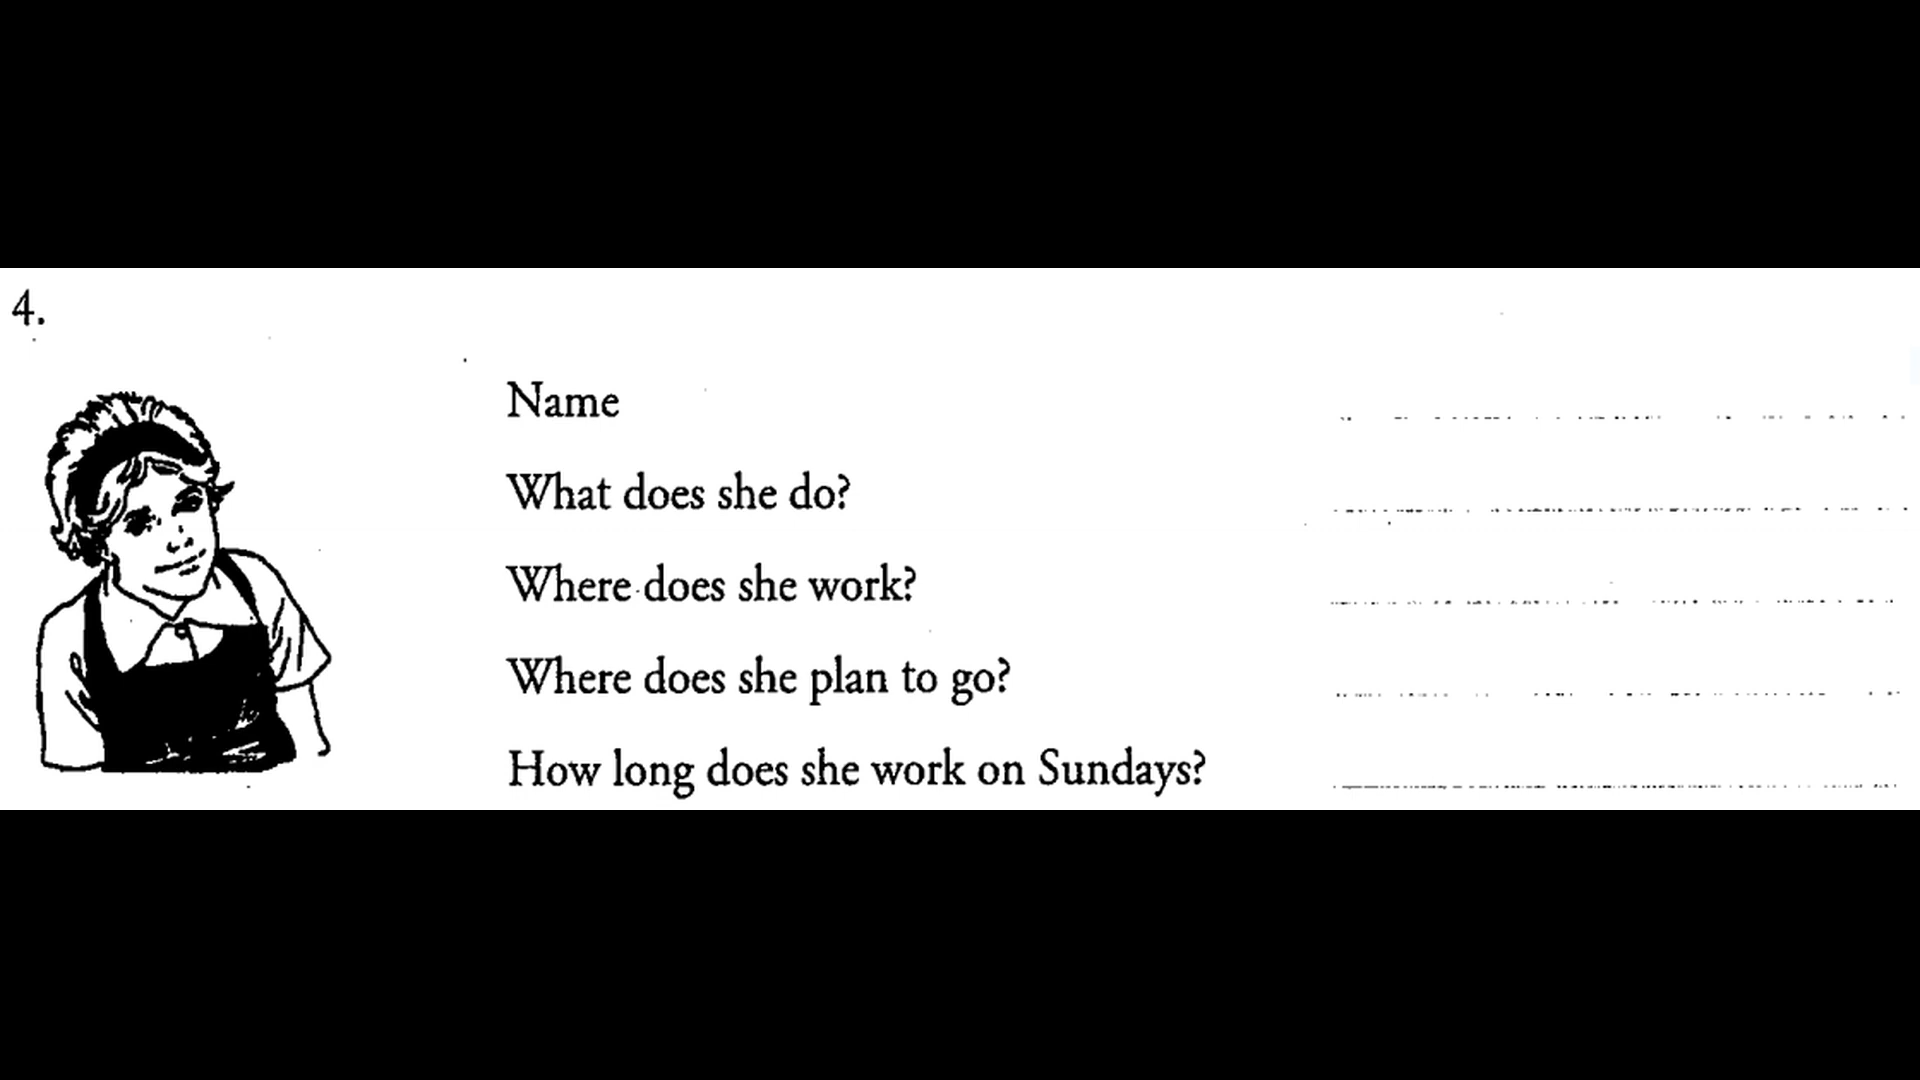 4.
Name
What does she do?
Where does she work?
Where does she plan to go?
How long does she work on Sundays?